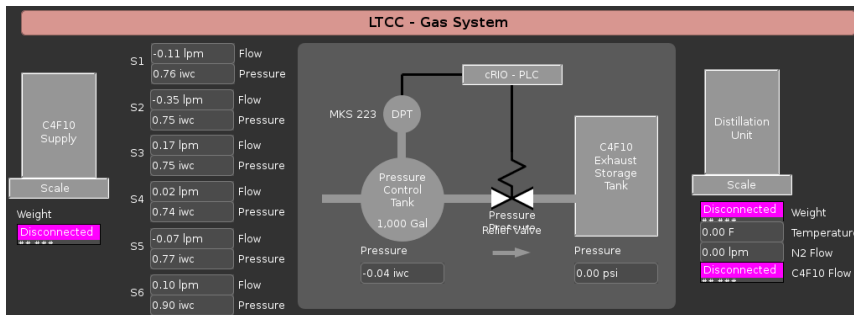 LTCC - Gas System
C4F10
Supply
Scale
Weight
Disconnected
S1
-0.11 lpm Flow
0.76 iwc Pressure
S2
-0.35 lpm Flow
0.75 iwc Pressure
S3
0.17 lpm Flow
0.75 iwc Pressure
S4
0.02 lpm Flow
0.74 iwc Pressure
S5
-0.07 lpm Flow
0.77 iwc Pressure
S6
0.10 lpm Flow
0.90 iwc Pressure
cRIO - PLC
MKS 223
DPT
Pressure
Control
Tank
1,000 Gal
Pressure
-0.04 iwc
Pressure
Pressure
Relief Valve
C4F10
Exhaust
Storage
Tank
Pressure
0.00 psi
Distillation
Unit
Scale
Disconnected Weight
0.00 F Temperature
0.00 lpm N2 Flow
Disconnected C4F10 Flow